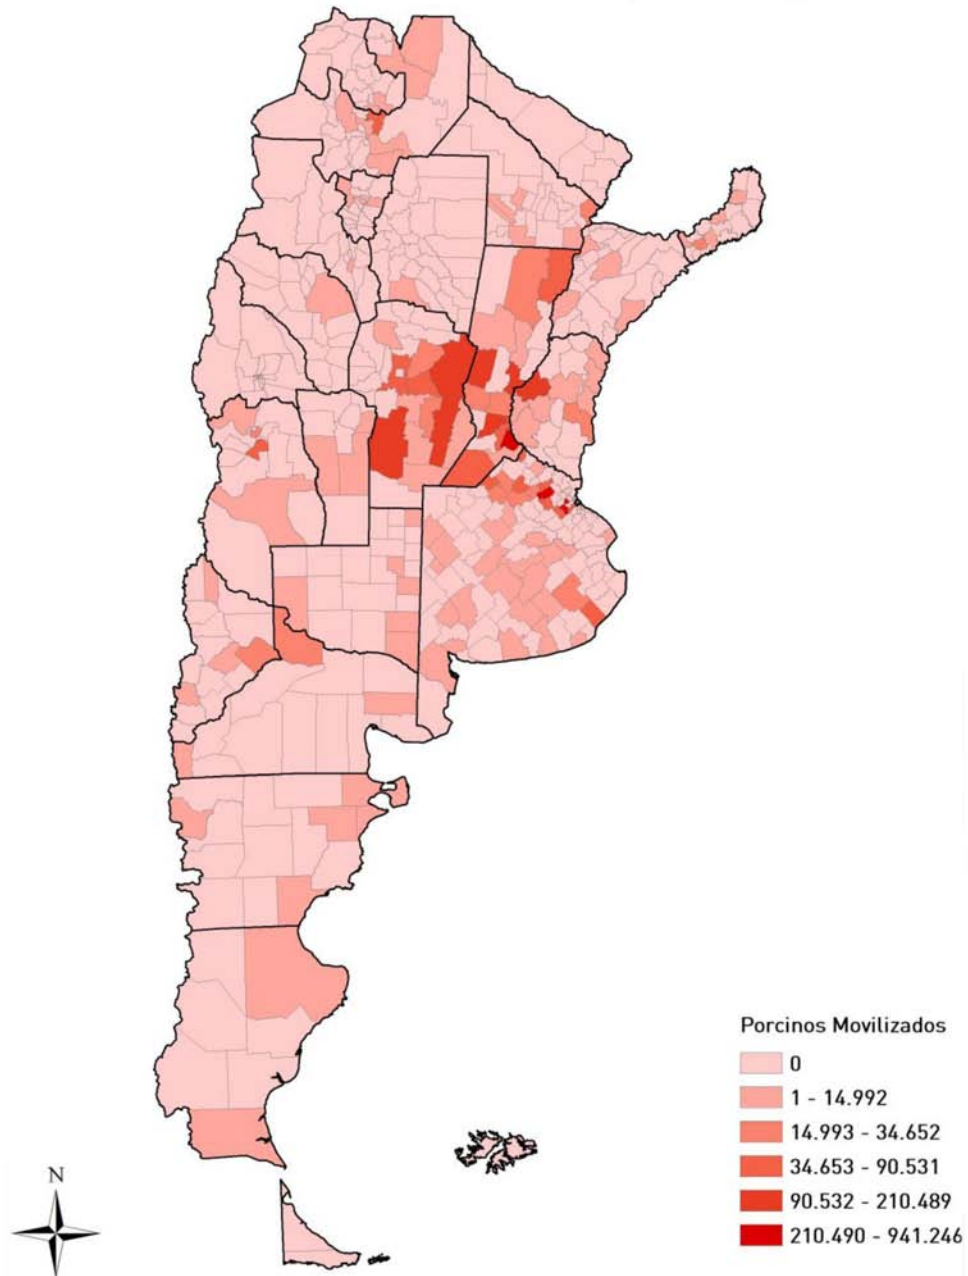 Porcinos Movilizados
0
1 - 14.992
14.993 - 34.652
34.653 - 90.531
90.532 - 210.489
210.490 - 941.246
N